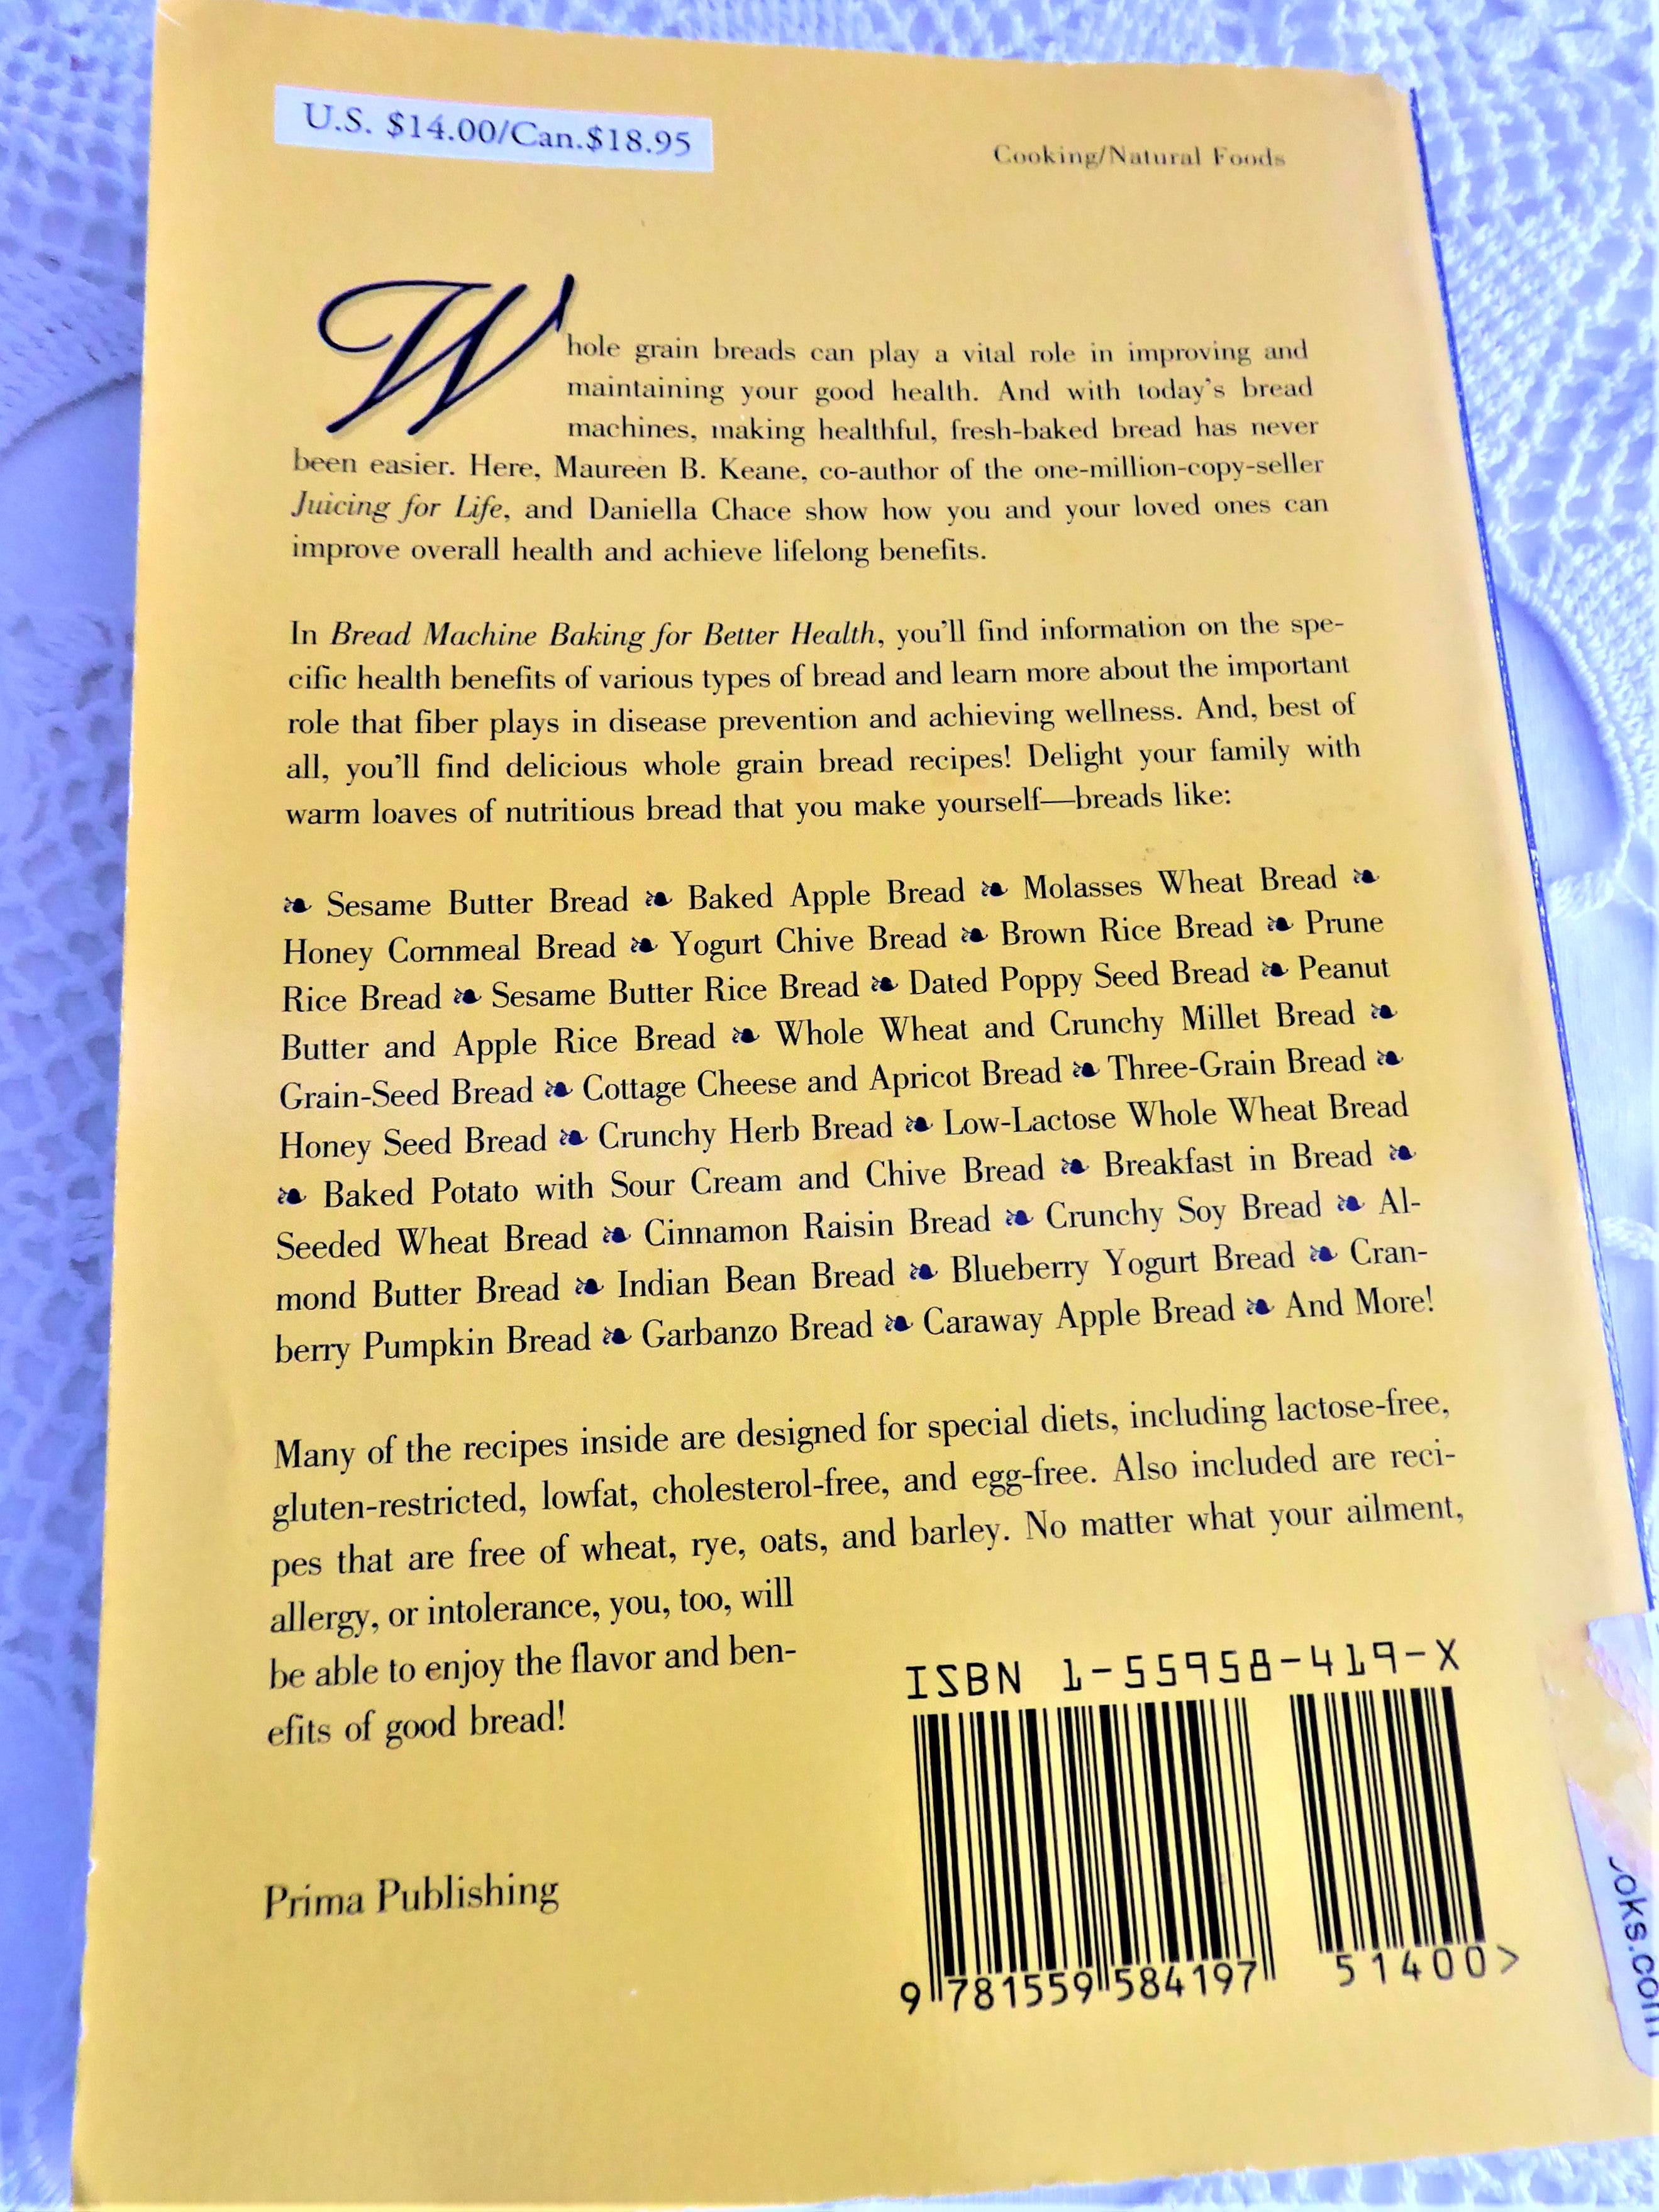 U.S. $14.00/Can.$18.95
Cooking/Natural Foods
Whole grain breads can play a vital role in improving and
maintaining your good health. And with today's bread
machines, making healthful, fresh-baked bread has never
been easier. Here, Maureen B. Keane, co-author of the one-million-copy-seller
Juicing for Life, and Daniella Chace show how you and your loved ones can
improve overall health and achieve lifelong benefits.
In Bread Machine Baking for Better Health, you'll find information on the spe-
cific health benefits of various types of bread and learn more about the important
role that fiber plays in disease prevention and achieving wellness. And, best of
all, you'll find delicious whole grain bread recipes! Delight your family with
warm loaves of nutritious bread that you make yourself—breads like:
❧ Sesame Butter Bread ❧ Baked Apple Bread ❧ Molasses Wheat Bread ❧
Honey Cornmeal Bread ❧ Yogurt Chive Bread ❧ Brown Rice Bread ❧ Prune
Rice Bread ❧ Sesame Butter Rice Bread ❧ Dated Poppy Seed Bread ❧ Peanut
Butter and Apple Rice Bread ❧ Whole Wheat and Crunchy Millet Bread ❧
Grain-Seed Bread ❧ Cottage Cheese and Apricot Bread ❧ Three-Grain Bread ❧
Honey Seed Bread ❧ Crunchy Herb Bread ❧ Low-Lactose Whole Wheat Bread
❧ Baked Potato with Sour Cream and Chive Bread ❧ Breakfast in Bread ❧
Seeded Wheat Bread ❧ Cinnamon Raisin Bread ❧ Crunchy Soy Bread ❧ Al-
mond Butter Bread ❧ Indian Bean Bread ❧ Blueberry Yogurt Bread ❧ Cran-
berry Pumpkin Bread ❧ Garbanzo Bread ❧ Caraway Apple Bread ❧ And More!
Many of the recipes inside are designed for special diets, including lactose-free,
gluten-restricted, lowfat, cholesterol-free, and egg-free. Also included are reci-
pes that are free of wheat, rye, oats, and barley. No matter what your ailment,
allergy, or intolerance, you, too, will
be able to enjoy the flavor and ben-
efits of good bread!
Prima Publishing
ISBN 1-55958-419-X
9 781559 584197
51400>